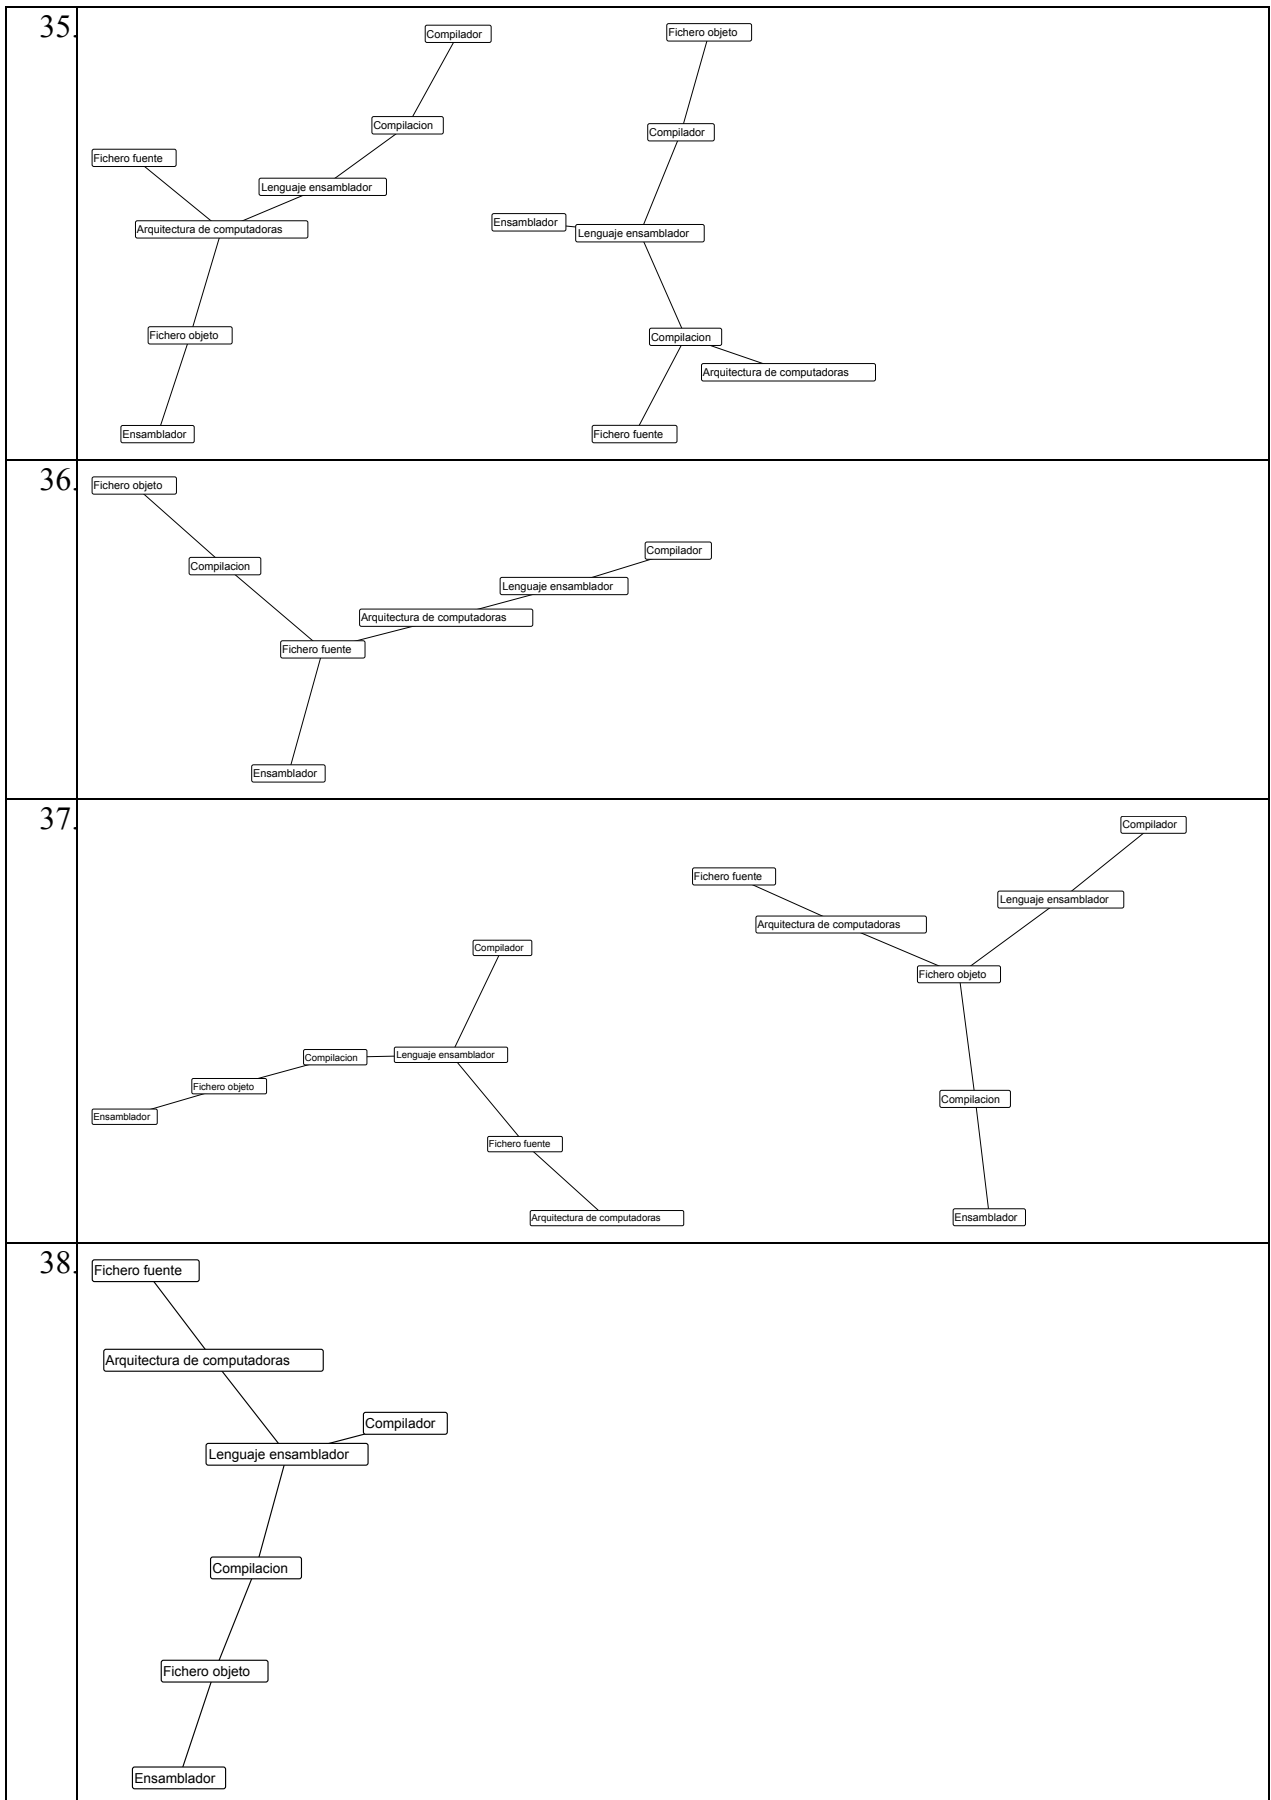 35.
Compilador
Compilacion
Fichero fuente
Lenguaje ensamblador
Arquitectura de computadoras
Fichero objeto
Ensamblador
Fichero objeto
Compilador
Ensamblador
Lenguaje ensamblador
Compilacion
Arquitectura de computadoras
Fichero fuente
36.
Fichero objeto
Compilacion
Compilador
Lenguaje ensamblador
Arquitectura de computadoras
Fichero fuente
Ensamblador
37.
Compilador
Compilacion
Lenguaje ensamblador
Fichero objeto
Ensamblador
Fichero fuente
Arquitectura de computadoras
Compilador
Fichero fuente
Lenguaje ensamblador
Arquitectura de computadoras
Fichero objeto
Compilacion
Ensamblador
38.
Fichero fuente
Arquitectura de computadoras
Compilador
Lenguaje ensamblador
Compilacion
Fichero objeto
Ensamblador